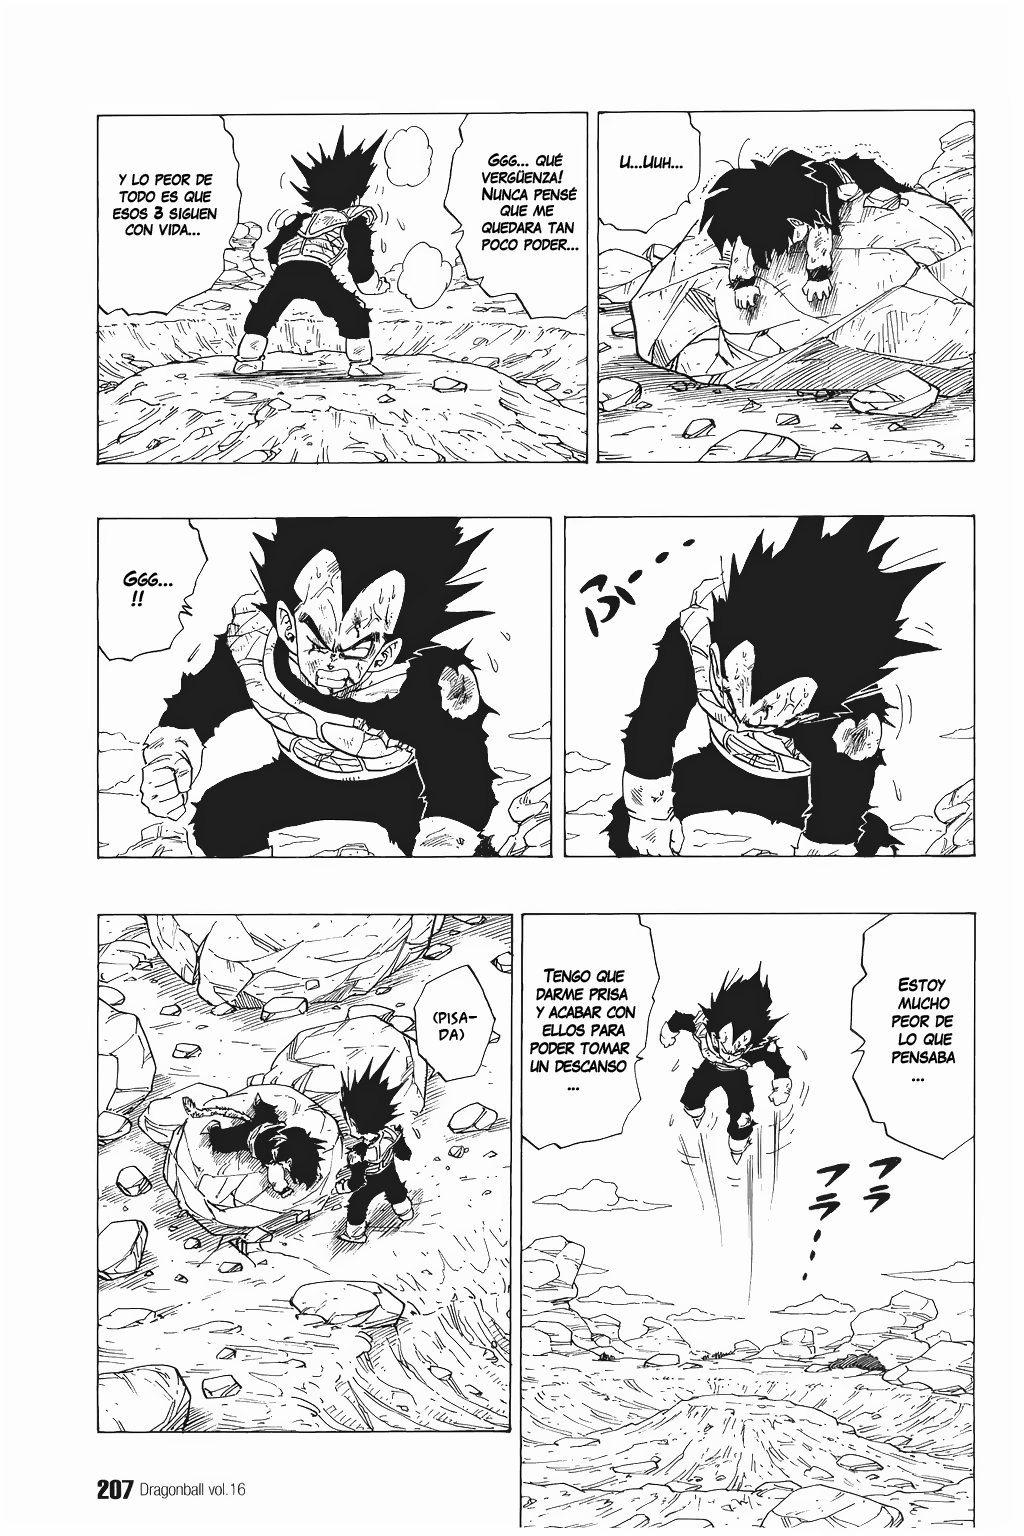 U...Uuh...
Ggg... qué
vergüenza!
Nunca pensé
que me
quedara tan
poco poder...
y lo peor de
todo es que
esos 3 siguen
con vida...
ふ...
Ggg...
!!
Estoy
mucho
peor de
lo que
pensaba
...
Tengo que
darme prisa
y acabar con
ellos para
poder tomar
un descanso
...
フラ
フラ...
(pisa-
da)
207 Dragonball vol.16